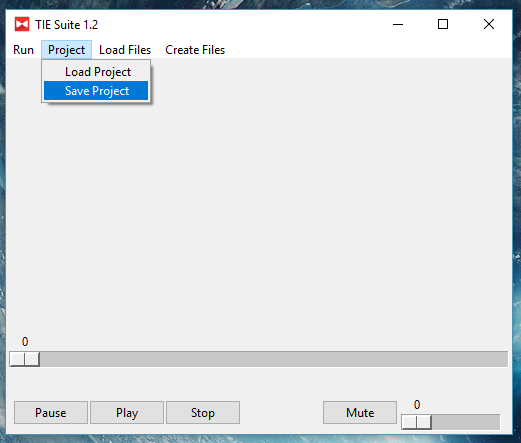 TIE Suite 1.2
Run Project Load Files Create Files
Load Project
Save Project
0
Pause Play Stop Mute
0